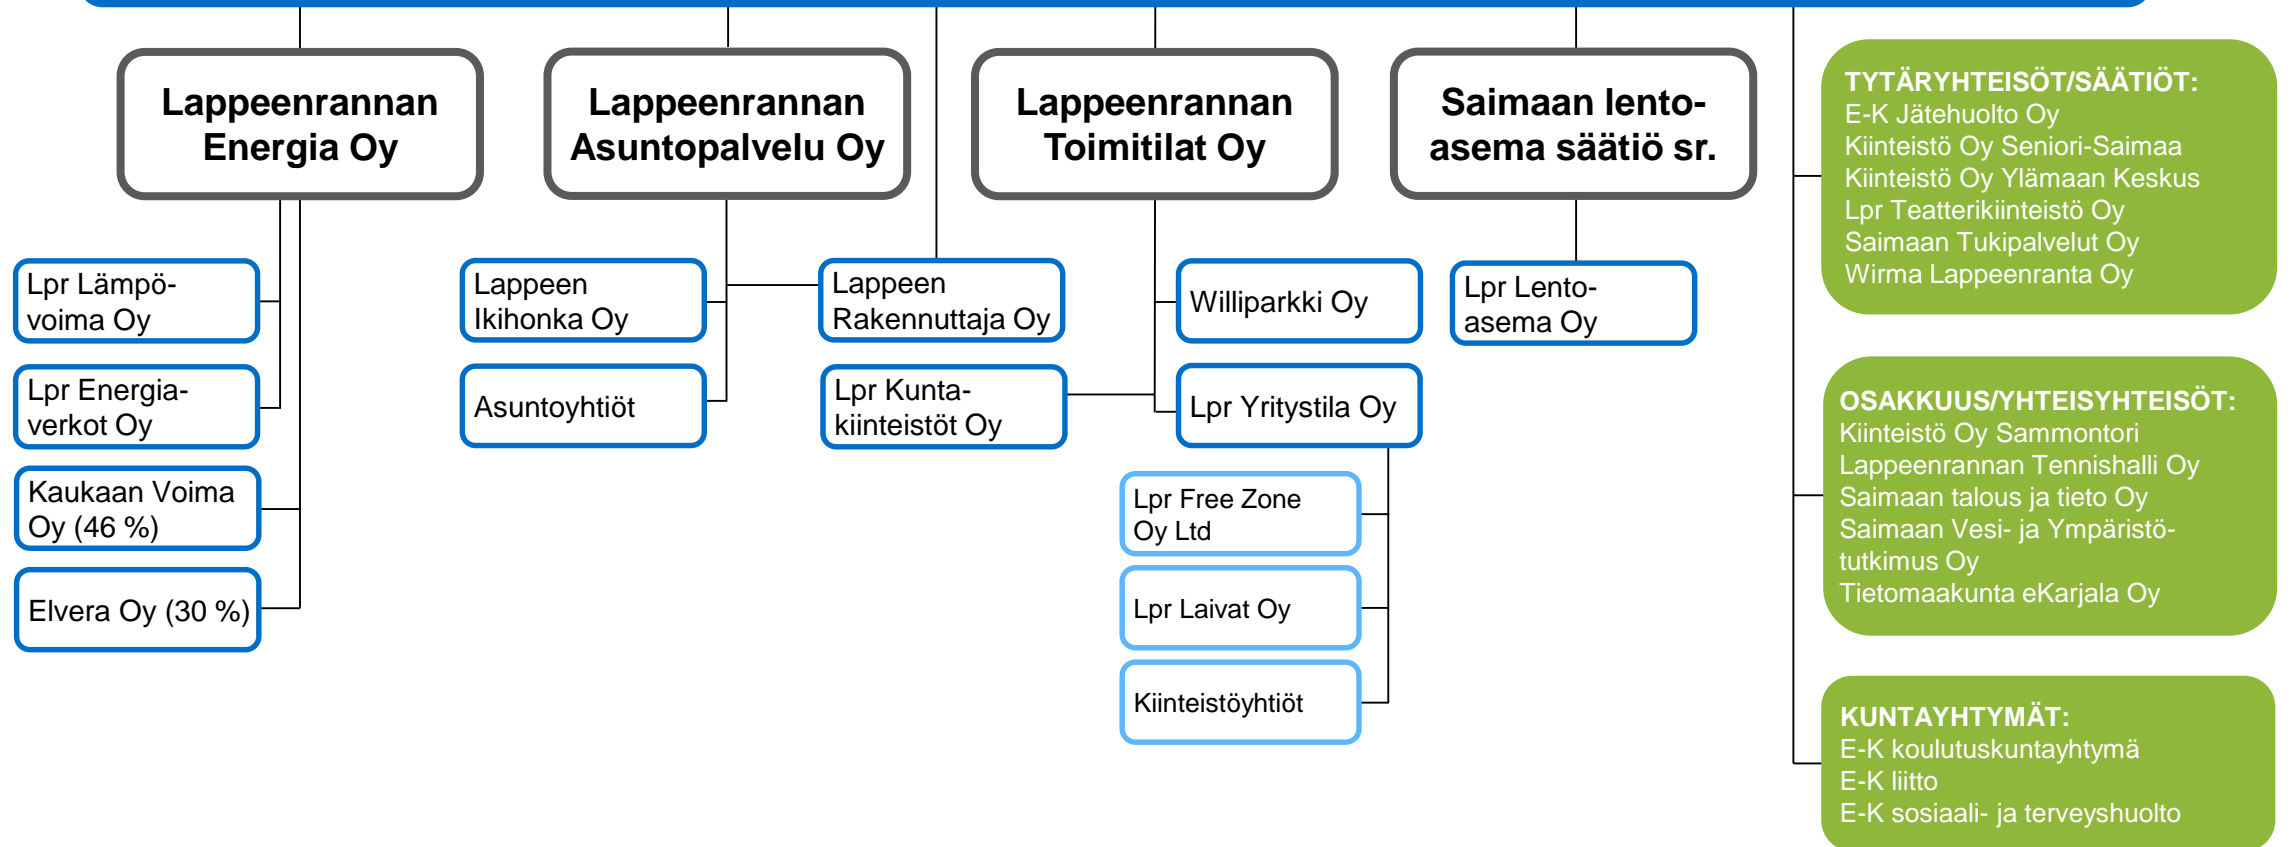 Lappeenrannan
Energia Oy
Lappeenrannan
Asuntopalvelu Oy
Lappeenrannan
Toimitilat Oy
Saimaan lento-
asema säätiö sr.
Lpr Lämpö-
voima Oy
Lpr Energia-
verkot Oy
Kaukaan Voima
Oy (46 %)
Elvera Oy (30 %)
Lappeen
Ikihonka Oy
Asuntoyhtiöt
Lappeen
Rakennuttaja Oy
Lpr Kunta-
kiinteistöt Oy
Williparkki Oy
Lpr Yritystila Oy
Lpr Free Zone
Oy Ltd
Lpr Laivat Oy
Kiinteistöyhtiöt
Lpr Lento-
asema Oy
TYTÄRYHTEISÖT/SÄÄTIÖT:
E-K Jätehuolto Oy
Kiinteistö Oy Seniori-Saimaa
Kiinteistö Oy Ylämaan Keskus
Lpr Teatterikiinteistö Oy
Saimaan Tukipalvelut Oy
Wirma Lappeenranta Oy
OSAKKUUS/YHTEISYHTEISÖT:
Kiinteistö Oy Sammontori
Lappeenrannan Tennishalli Oy
Saimaan talous ja tieto Oy
Saimaan Vesi- ja Ympäristö-
tutkimus Oy
Tietomaakunta eKarjala Oy
KUNTAYHTYMÄT:
E-K koulutuskuntayhtymä
E-K liitto
E-K sosiaali- ja terveyshuolto